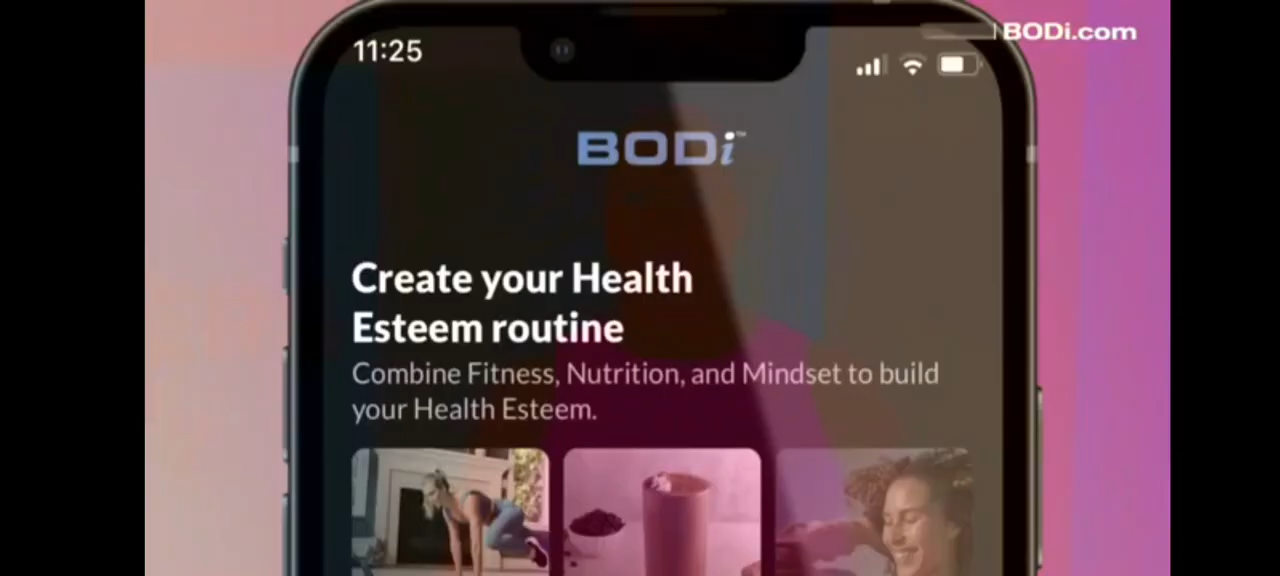 11:25
BODi.com
BODi™
Create your Health
Esteem routine
Combine Fitness, Nutrition, and Mindset to build
your Health Esteem.